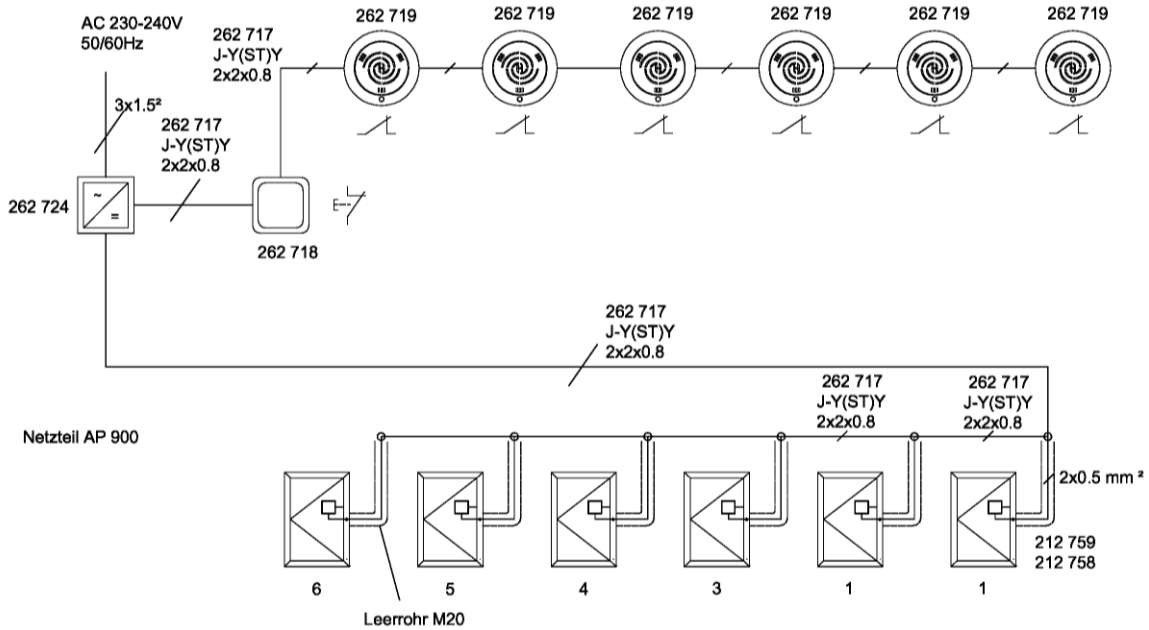 262 719
262 719
262 719
262 719
262 719
262 719
AC 230-240V
50/60Hz
262 717
J-Y(ST)Y
2x2x0.8
3x1.5²
262 717
J-Y(ST)Y
2x2x0.8
262 724
~
=
E
262 718
262 717
J-Y(ST)Y
2x2x0.8
262 717
J-Y(ST)Y
2x2x0.8
262 717
J-Y(ST)Y
2x2x0.8
Netzteil AP 900
2x0.5 mm ²
212 759
212 758
6
5
4
3
1
1
Leerrohr M20